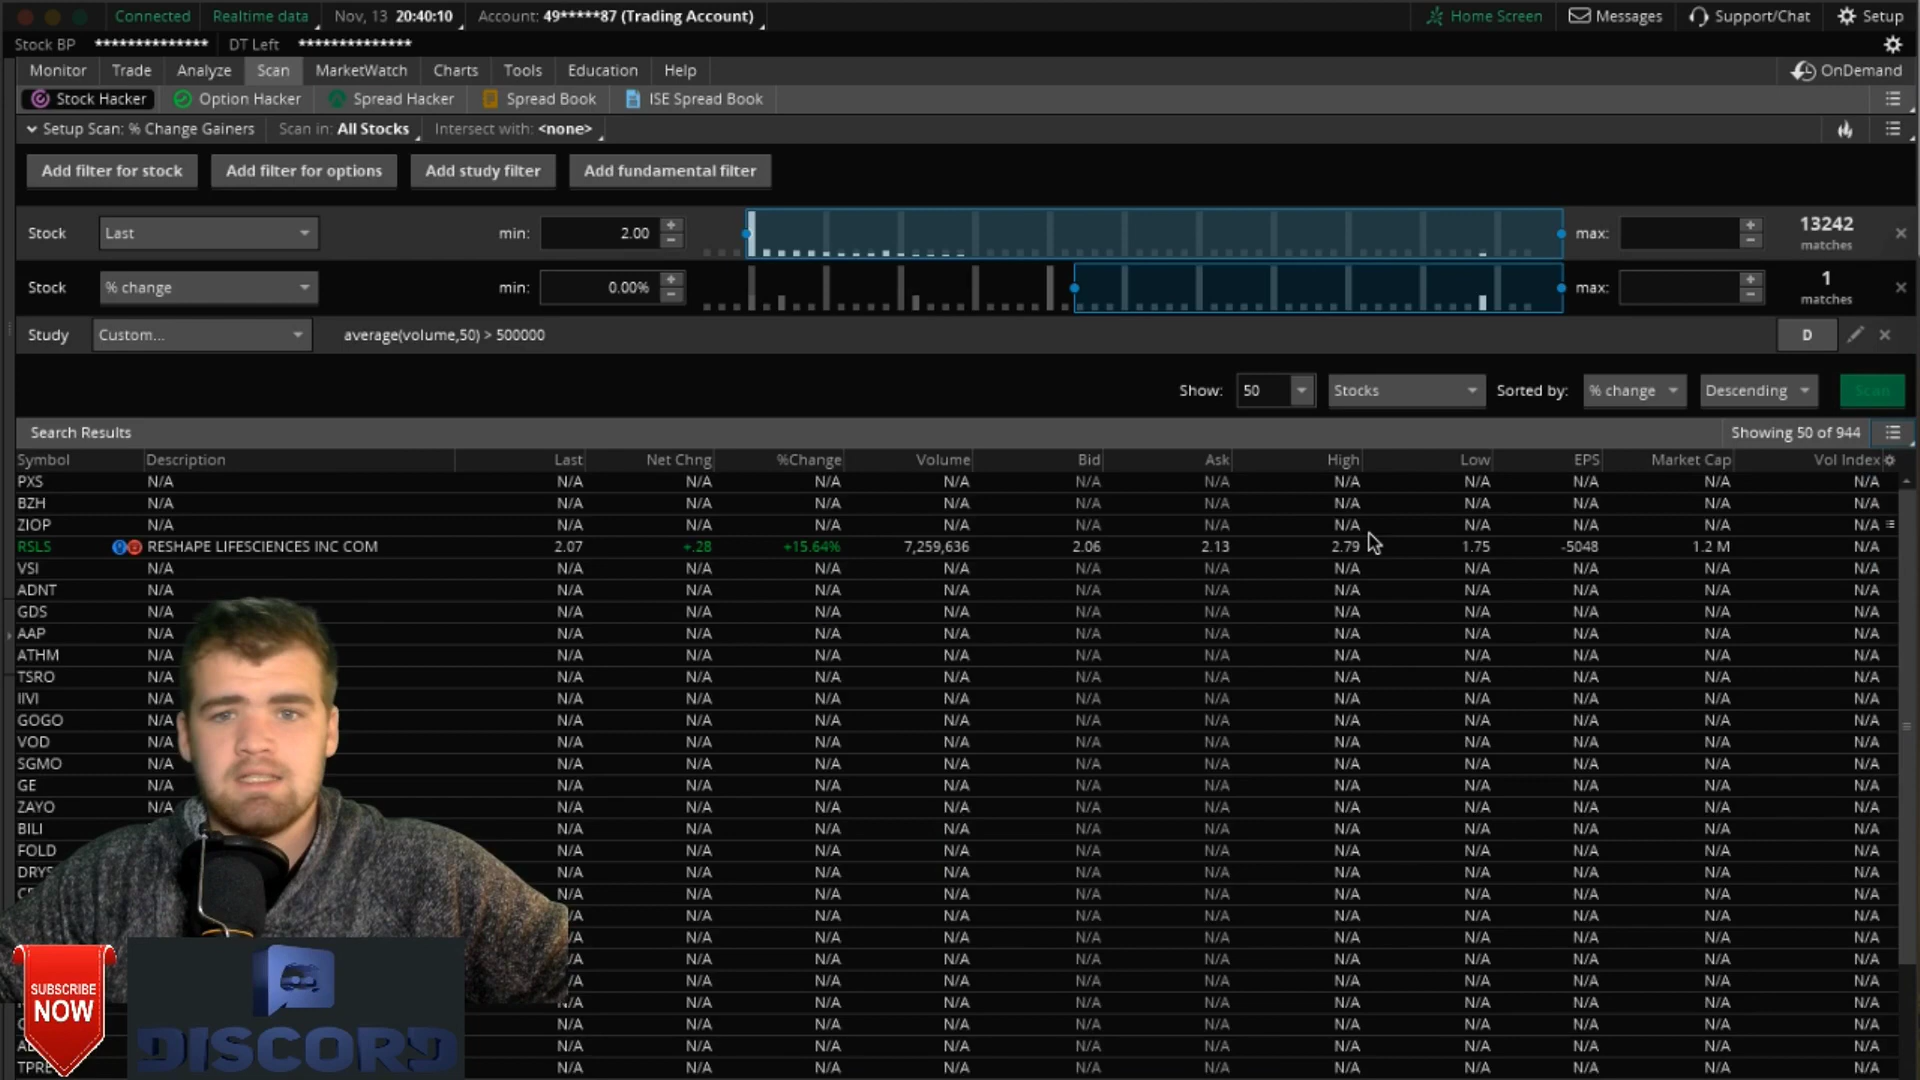 Connected Realtime data Nov, 13 20:40:10 Account: 49*****87 (Trading Account) Home Screen Messages Support/Chat Setup
Stock BP ************** DT Left **************
Monitor Trade Analyze Scan MarketWatch Charts Tools Education Help OnDemand
Stock Hacker Option Hacker Spread Hacker Spread Book ISE Spread Book
Setup Scan: % Change Gainers Scan in: All Stocks Intersect with: <none>
Add filter for stock Add filter for options Add study filter Add fundamental filter
Stock Last min: 2.00 max: 13242 matches
Stock % change min: 0.00% max: 1 matches
Study Custom... average(volume,50) > 500000 D
Show: 50 Stocks Sorted by: % change Descending Scan
Search Results Showing 50 of 944
Symbol Description Last Net Chng %Change Volume Bid Ask High Low EPS Market Cap Vol Index
PXS N/A N/A N/A N/A N/A N/A N/A N/A N/A N/A N/A N/A
BZH N/A N/A N/A N/A N/A N/A N/A N/A N/A N/A N/A N/A
ZIOP N/A N/A N/A N/A N/A N/A N/A N/A N/A N/A N/A N/A
RSLS RESHAPE LIFESCIENCES INC COM 2.07 +.28 +15.64% 7,259,636 2.06 2.13 2.79 1.75 -5048 1.2 M N/A
VSI N/A N/A N/A N/A N/A N/A N/A N/A N/A N/A N/A N/A
ADNT N/A N/A N/A N/A N/A N/A N/A N/A N/A N/A N/A N/A
GDS N/A N/A N/A N/A N/A N/A N/A N/A N/A N/A N/A N/A
AAP N/A N/A N/A N/A N/A N/A N/A N/A N/A N/A N/A N/A
ATHM N/A N/A N/A N/A N/A N/A N/A N/A N/A N/A N/A N/A
TSRO N/A N/A N/A N/A N/A N/A N/A N/A N/A N/A N/A N/A
IIVI N/A N/A N/A N/A N/A N/A N/A N/A N/A N/A N/A N/A
GOGO N/A N/A N/A N/A N/A N/A N/A N/A N/A N/A N/A N/A
VOD N/A N/A N/A N/A N/A N/A N/A N/A N/A N/A N/A N/A
SGMO N/A N/A N/A N/A N/A N/A N/A N/A N/A N/A N/A N/A
GE N/A N/A N/A N/A N/A N/A N/A N/A N/A N/A N/A N/A
ZAYO N/A N/A N/A N/A N/A N/A N/A N/A N/A N/A N/A N/A
BILI N/A N/A N/A N/A N/A N/A N/A N/A N/A N/A N/A
FOLD N/A N/A N/A N/A N/A N/A N/A N/A N/A N/A N/A
DRYS N/A N/A N/A N/A N/A N/A N/A N/A N/A N/A N/A
N/A N/A N/A N/A N/A N/A N/A N/A N/A N/A N/A
N/A N/A N/A N/A N/A N/A N/A N/A N/A N/A
N/A N/A N/A N/A N/A N/A N/A N/A N/A N/A
N/A N/A N/A N/A N/A N/A N/A N/A N/A N/A
N/A N/A N/A N/A N/A N/A N/A N/A N/A N/A N/A
N/A N/A N/A N/A N/A N/A N/A N/A N/A N/A N/A
N/A N/A N/A N/A N/A N/A N/A N/A N/A N/A N/A
N/A N/A N/A N/A N/A N/A N/A N/A N/A N/A N/A
TPRE N/A N/A N/A N/A N/A N/A N/A N/A N/A N/A N/A
SUBSCRIBE
NOW
DISCORD